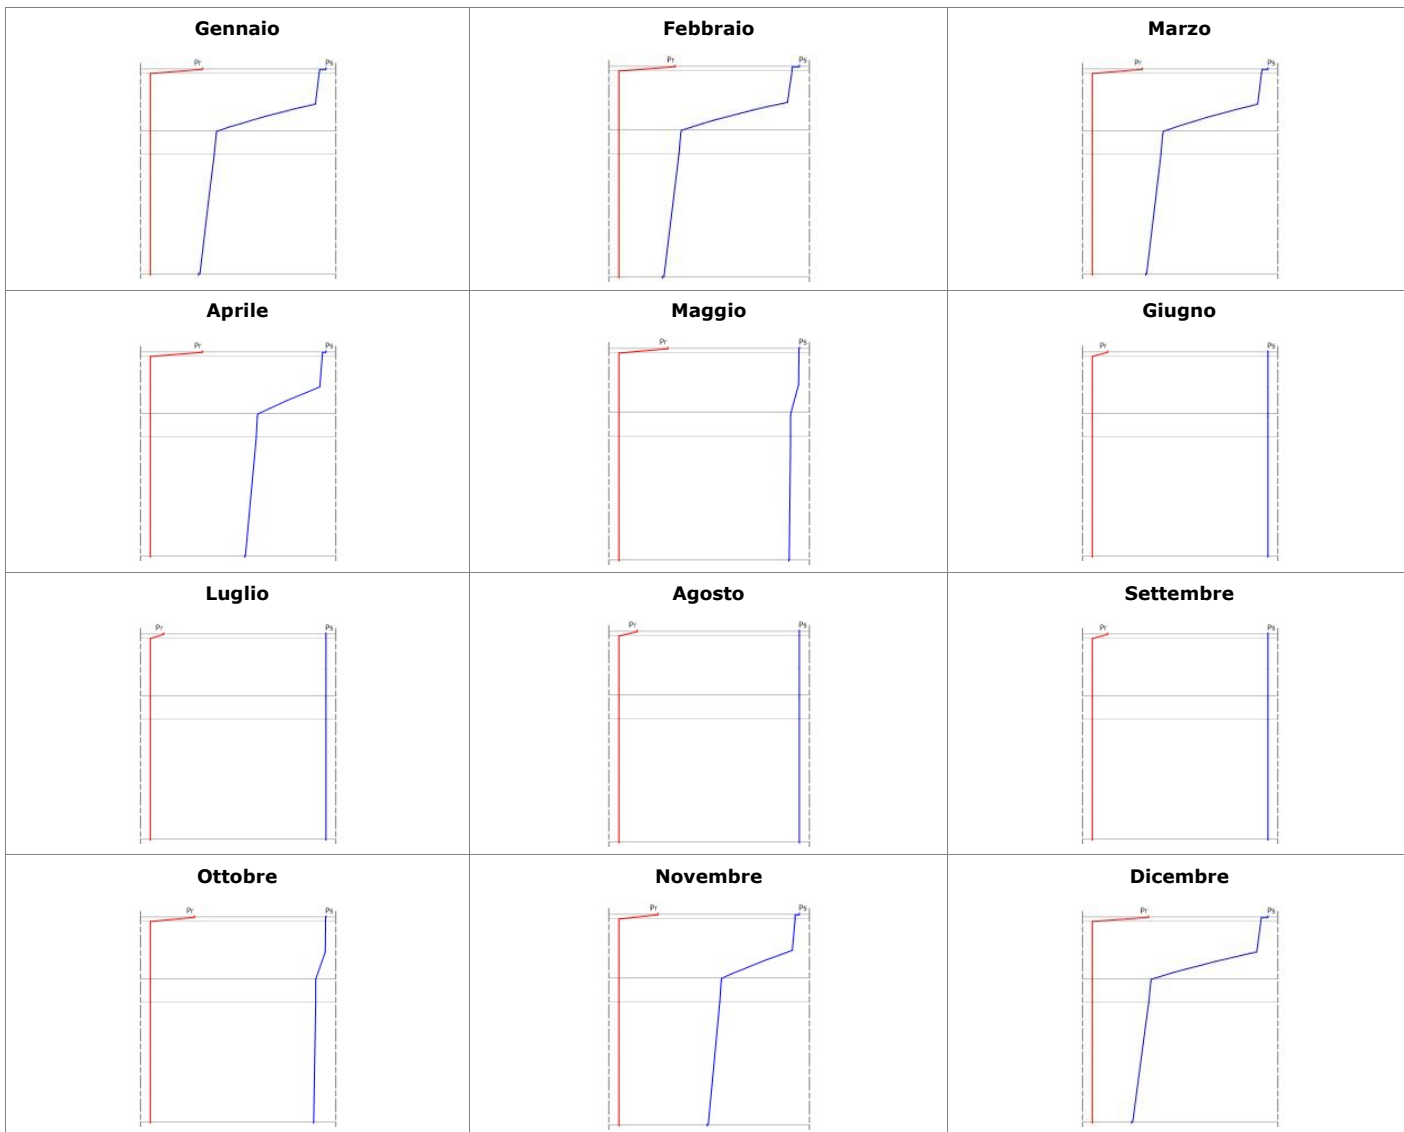 Gennaio Febbraio Marzo
Pr Ps Pr Ps Pr Ps
Aprile Maggio Giugno
Pr Ps Pr Ps Pr Ps
Luglio Agosto Settembre
Pr Ps Pr Ps Pr Ps
Ottobre Novembre Dicembre
Pr Ps Pr Ps Pr Ps